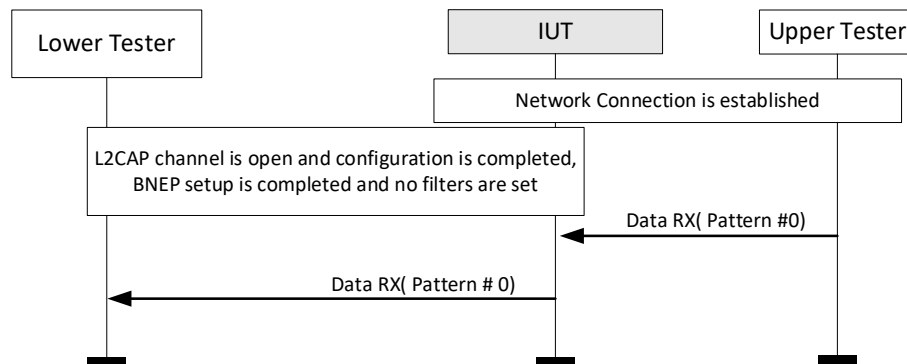 Lower Tester
IUT
Upper Tester
Network Connection is established
L2CAP channel is open and configuration is completed,
BNEP setup is completed and no filters are set
Data RX( Pattern #0)
Data RX( Pattern # 0)